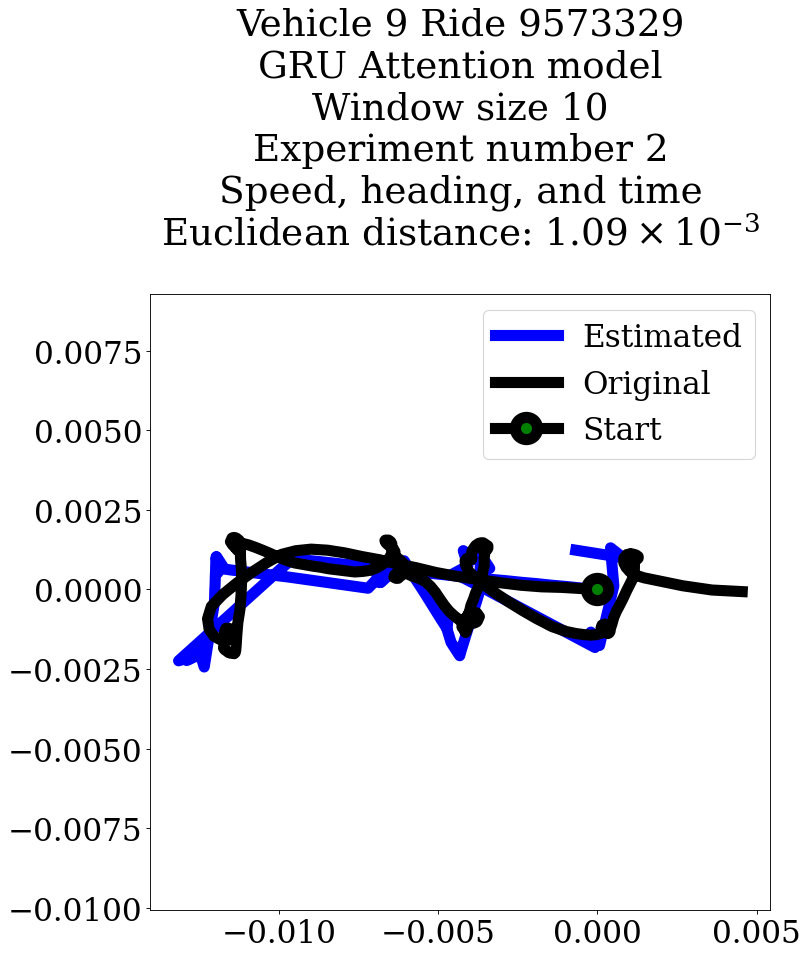 Vehicle 9 Ride 9573329
GRU Attention model
Window size 10
Experiment number 2
Speed, heading, and time
Euclidean distance: 1.09 × 10⁻³
Estimated
Original
Start
0.0075
0.0050
0.0025
0.0000
−0.0025
−0.0050
−0.0075
−0.0100
−0.010 −0.005 0.000 0.005